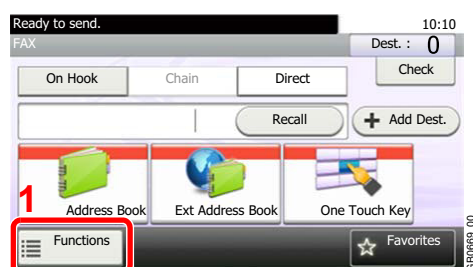 Ready to send. 10:10
FAX Dest. : 0
On Hook Chain Direct Check
Recall Add Dest.
1
Address Book Ext Address Book One Touch Key
Functions Favorites
GB0669_00